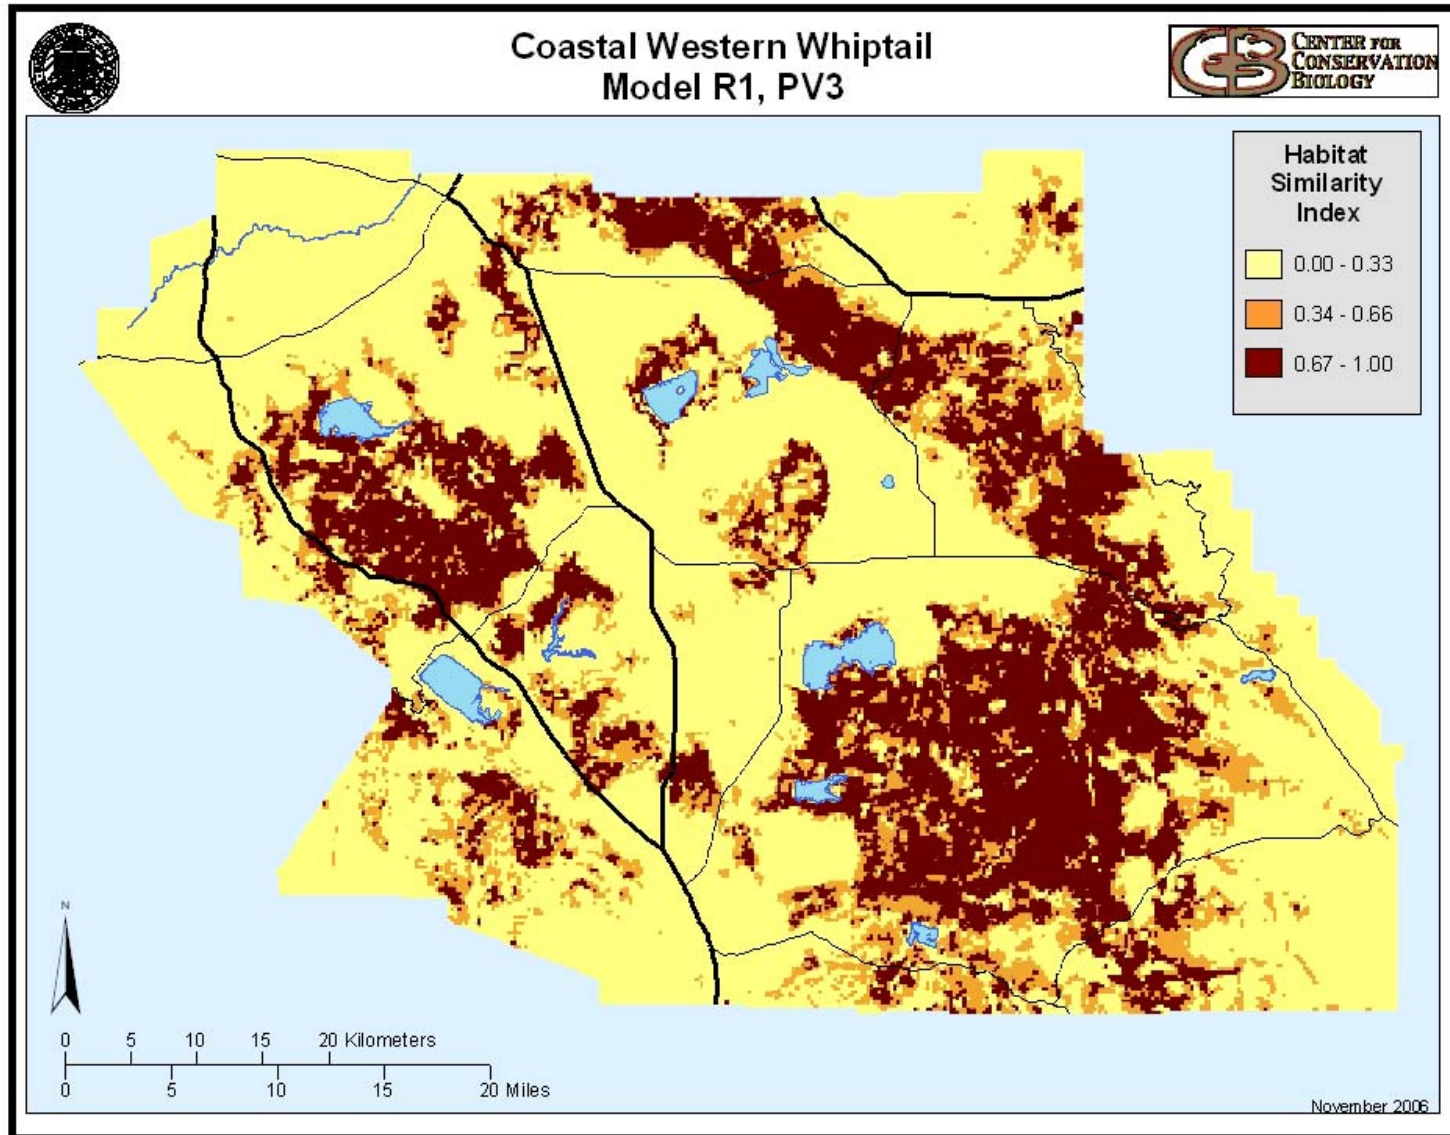 Coastal Western Whiptail
Model R1, PV3
CENTER FOR
CONSERVATION
BIOLOGY
Habitat
Similarity
Index
0.00 - 0.33
0.34 - 0.66
0.67 - 1.00
N
0 5 10 15 20 Kilometers
0 5 10 15 20 Miles
November 2006